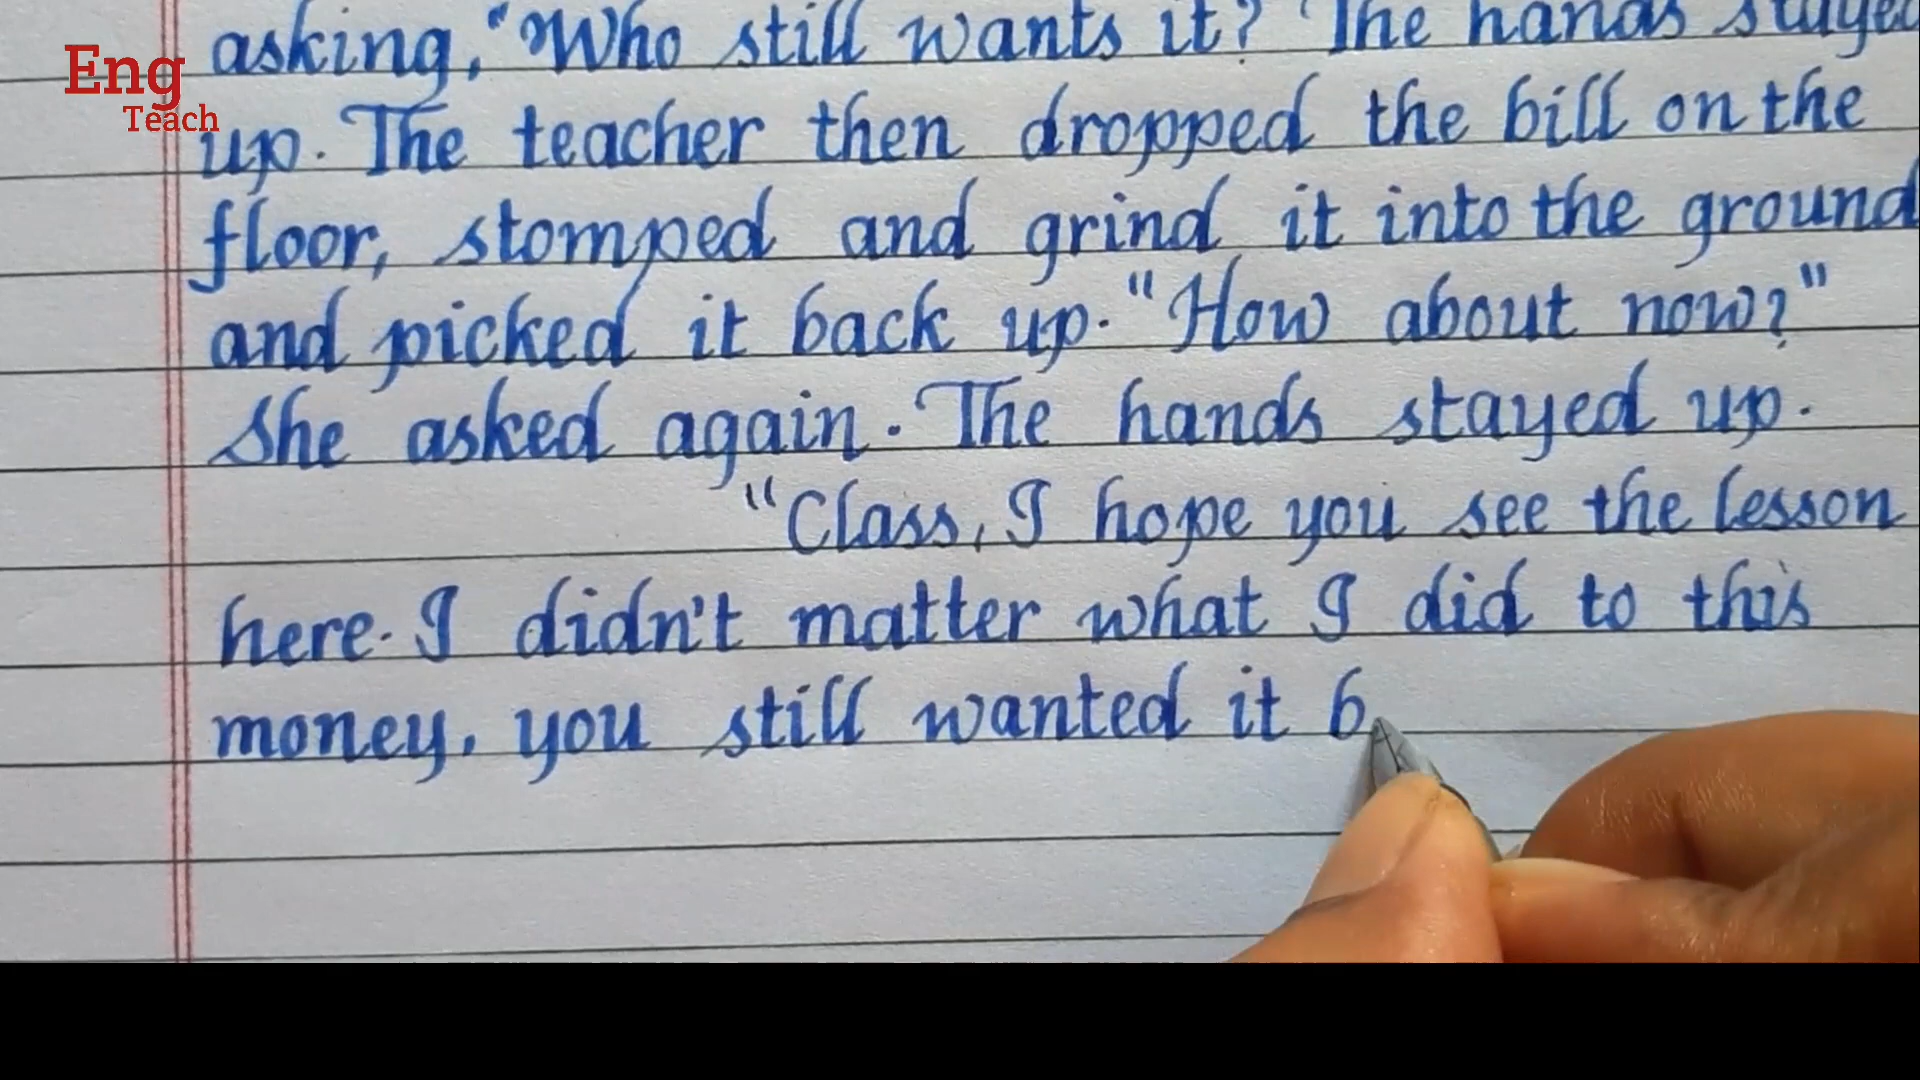 Eng
Teach
asking, "Who still wants it? The hands stayed
up. The teacher then dropped the bill on the
floor, stomped and grind it into the ground
and picked it back up. "How about now?"
She asked again. The hands stayed up.
"Class, I hope you see the lesson
here. I didn't matter what I did to this
money, you still wanted it b